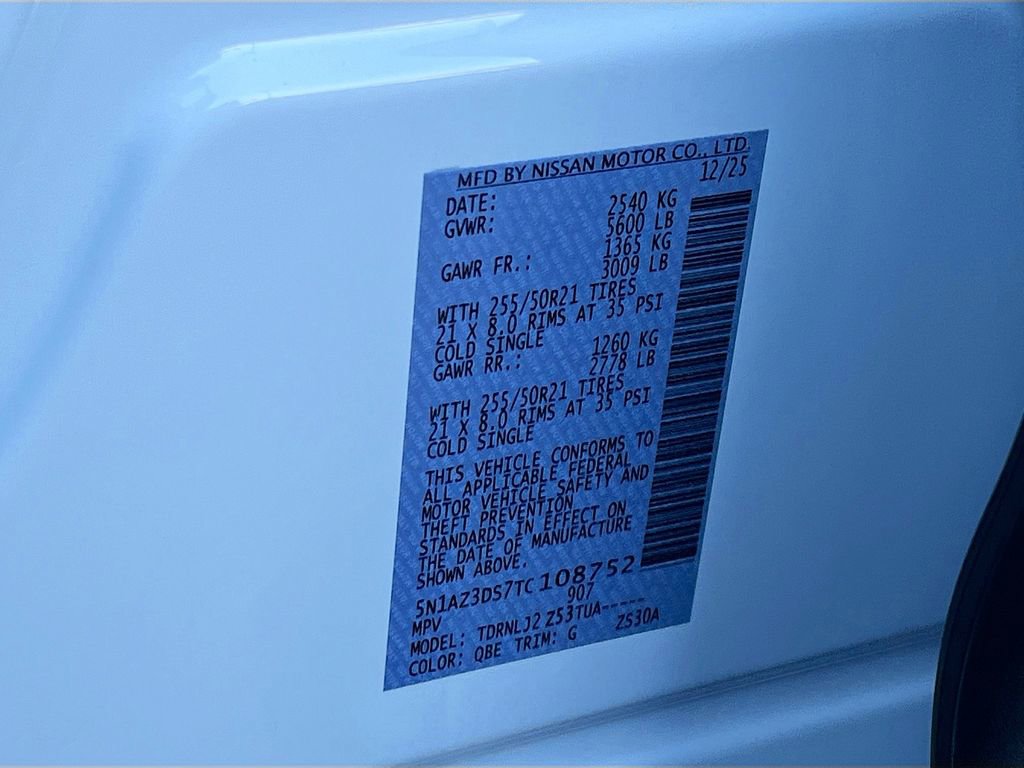 MFD BY NISSAN MOTOR CO., LTD.
DATE: 12/25
GVWR: 2540 KG
5600 LB
GAWR FR.: 1365 KG
3009 LB
WITH 255/50R21 TIRES
21 X 8.0 RIMS AT 35 PSI
COLD SINGLE
GAWR RR.: 1260 KG
2778 LB
WITH 255/50R21 TIRES
21 X 8.0 RIMS AT 35 PSI
COLD SINGLE
THIS VEHICLE CONFORMS TO
ALL APPLICABLE FEDERAL
MOTOR VEHICLE SAFETY AND
THEFT PREVENTION
STANDARDS IN EFFECT ON
THE DATE OF MANUFACTURE
SHOWN ABOVE.
5N1AZ3DS7TC108752
MPV 907
MODEL: TDRNLJ2 Z53TUA-----
COLOR: QBE TRIM: G ZS30A